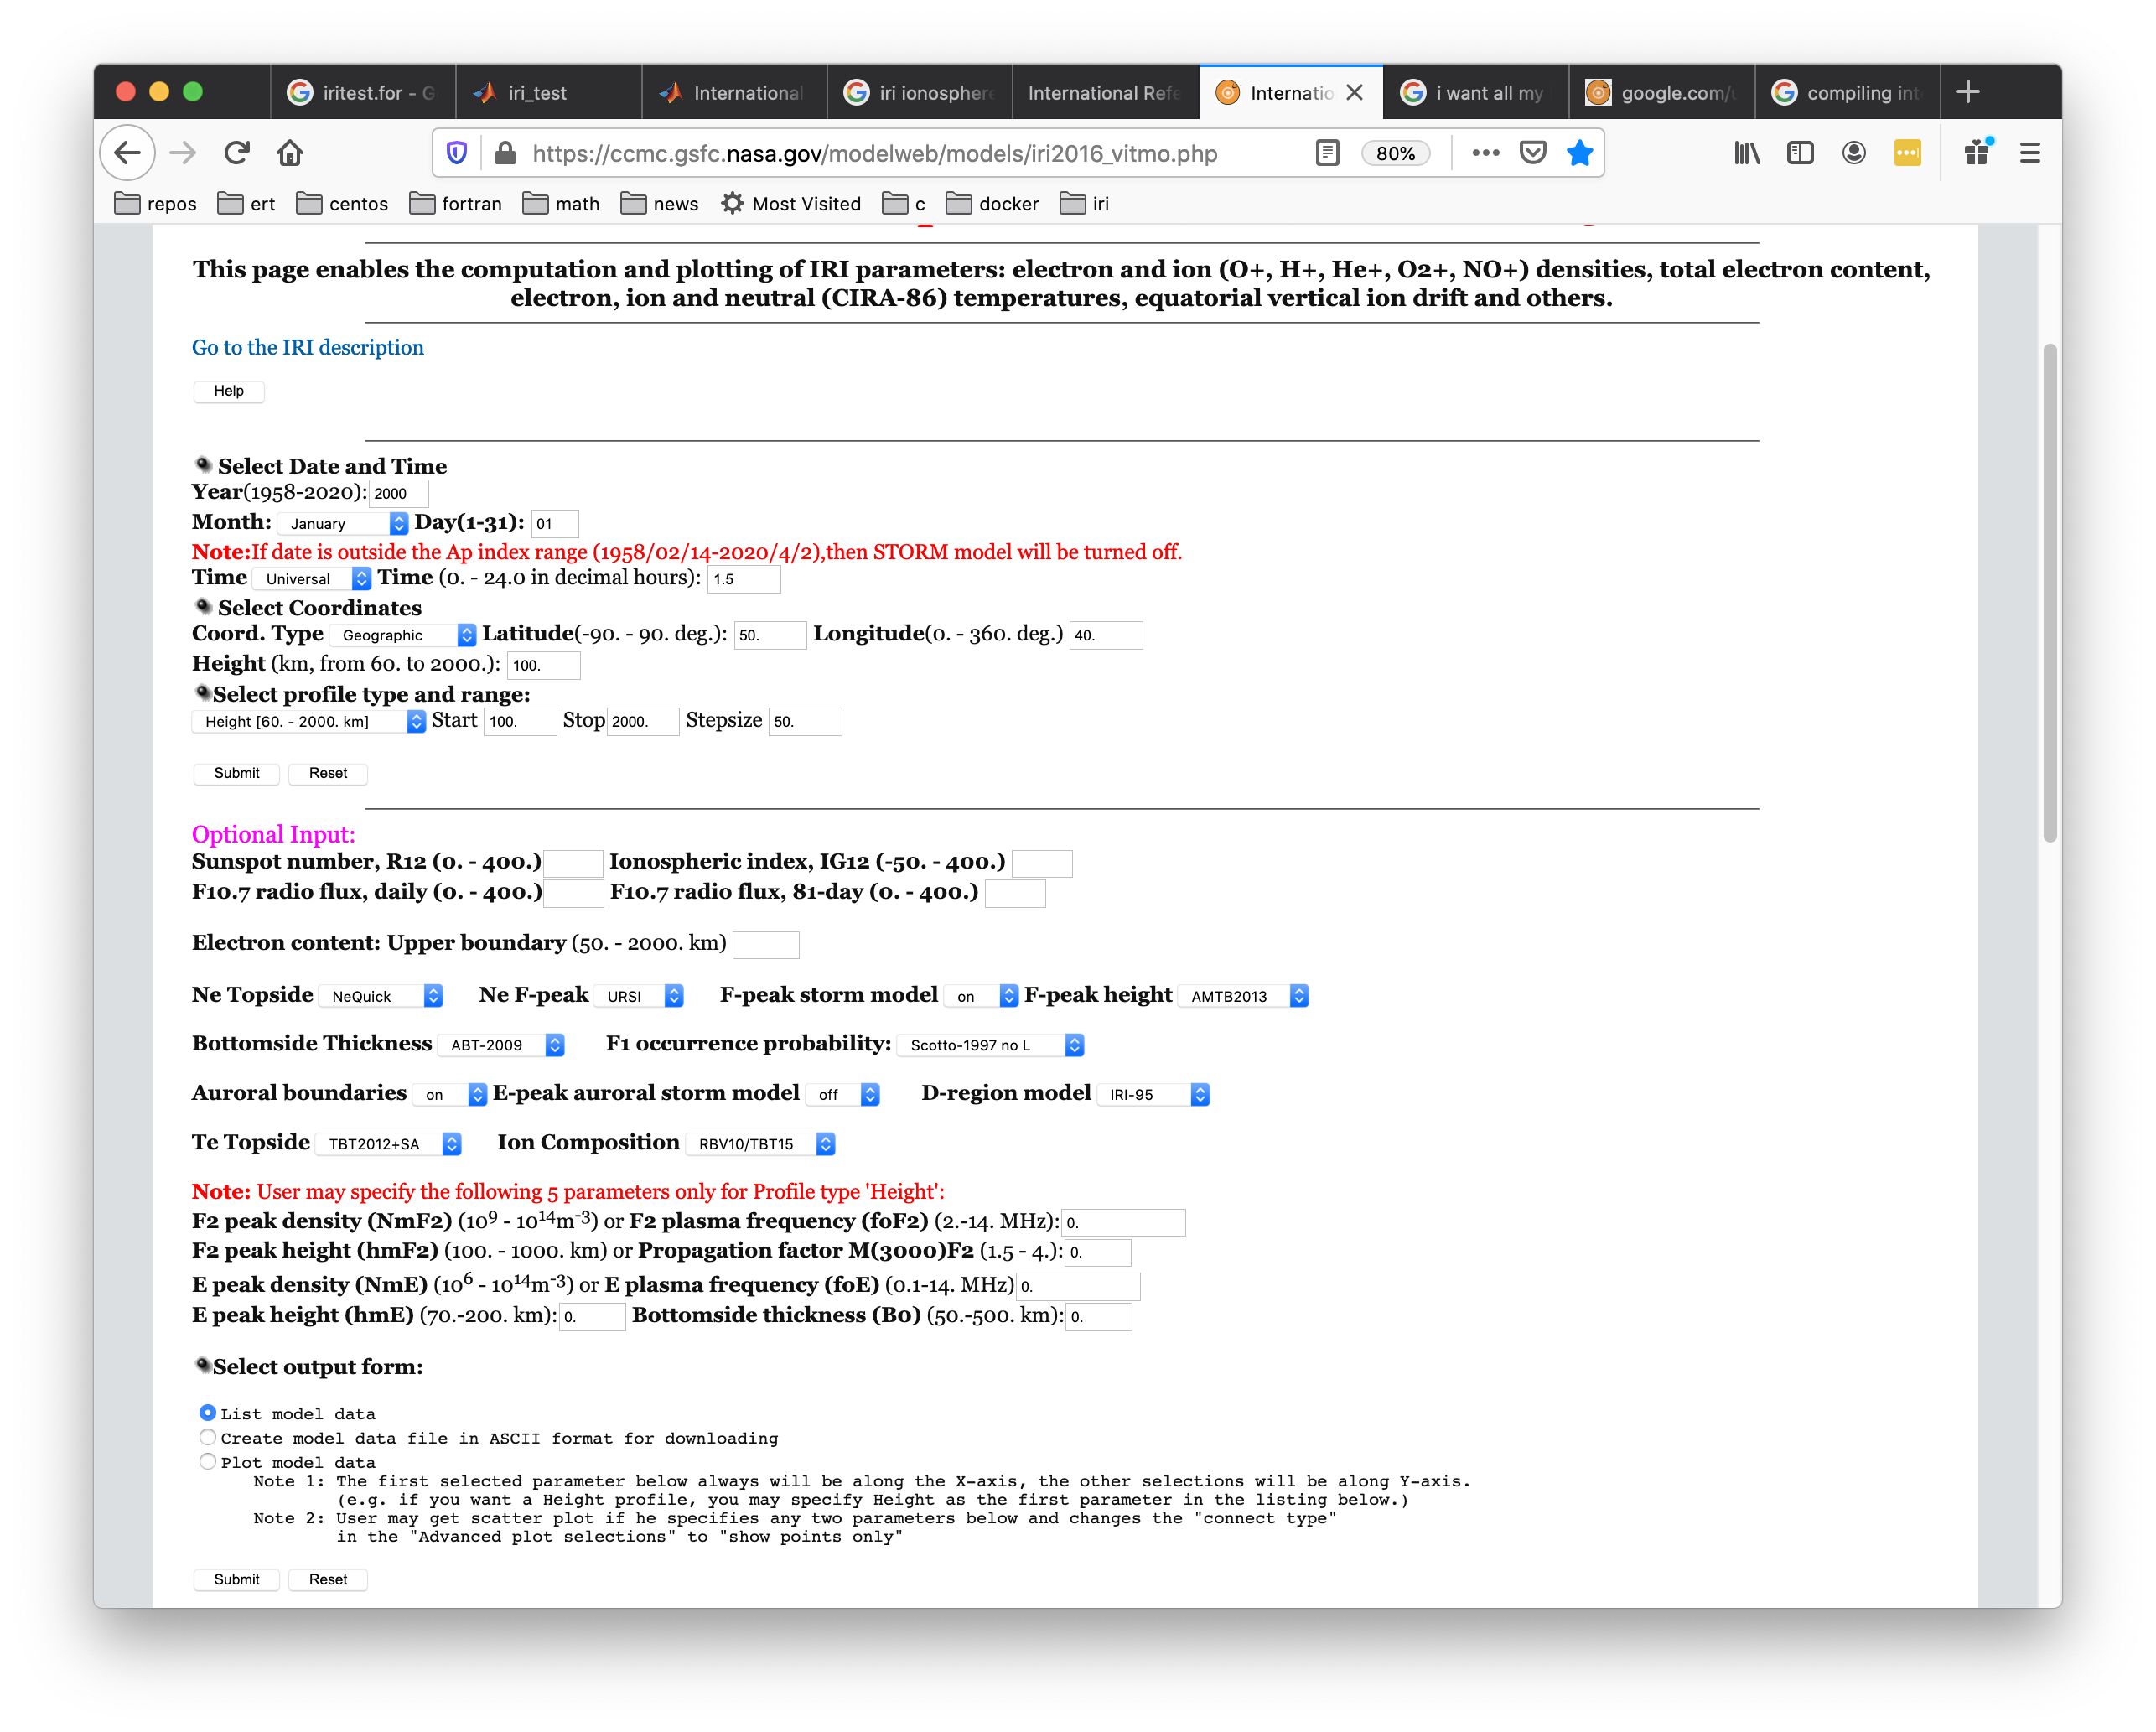 iritest.for - G
iri_test
International
iri ionosphere
International Refe
Internatio
i want all my
google.com/u
compiling int
https://ccmc.gsfc.nasa.gov/modelweb/models/iri2016_vitmo.php
80%
repos
ert
centos
fortran
math
news
Most Visited
c
docker
iri
This page enables the computation and plotting of IRI parameters: electron and ion (O+, H+, He+, O2+, NO+) densities, total electron content,
electron, ion and neutral (CIRA-86) temperatures, equatorial vertical ion drift and others.
Go to the IRI description
Help
Select Date and Time
Year(1958-2020): 2000
Month: January Day(1-31): 01
Note:If date is outside the Ap index range (1958/02/14-2020/4/2),then STORM model will be turned off.
Time Universal Time (0. - 24.0 in decimal hours): 1.5
Select Coordinates
Coord. Type Geographic Latitude(-90. - 90. deg.): 50. Longitude(0. - 360. deg.) 40.
Height (km, from 60. to 2000.): 100.
Select profile type and range:
Height [60. - 2000. km] Start 100. Stop 2000. Stepsize 50.
Submit Reset
Optional Input:
Sunspot number, R12 (0. - 400.) Ionospheric index, IG12 (-50. - 400.)
F10.7 radio flux, daily (0. - 400.) F10.7 radio flux, 81-day (0. - 400.)
Electron content: Upper boundary (50. - 2000. km)
Ne Topside NeQuick Ne F-peak URSI F-peak storm model on F-peak height AMTB2013
Bottomside Thickness ABT-2009 F1 occurrence probability: Scotto-1997 no L
Auroral boundaries on E-peak auroral storm model off D-region model IRI-95
Te Topside TBT2012+SA Ion Composition RBV10/TBT15
Note: User may specify the following 5 parameters only for Profile type 'Height':
F2 peak density (NmF2) (10⁹ - 10¹⁴m⁻³) or F2 plasma frequency (foF2) (2.-14. MHz): 0.
F2 peak height (hmF2) (100. - 1000. km) or Propagation factor M(3000)F2 (1.5 - 4.): 0.
E peak density (NmE) (10⁶ - 10¹⁴m⁻³) or E plasma frequency (foE) (0.1-14. MHz) 0.
E peak height (hmE) (70.-200. km): 0. Bottomside thickness (B0) (50.-500. km): 0.
Select output form:
List model data
Create model data file in ASCII format for downloading
Plot model data
Note 1: The first selected parameter below always will be along the X-axis, the other selections will be along Y-axis.
(e.g. if you want a Height profile, you may specify Height as the first parameter in the listing below.)
Note 2: User may get scatter plot if he specifies any two parameters below and changes the "connect type"
in the "Advanced plot selections" to "show points only"
Submit Reset